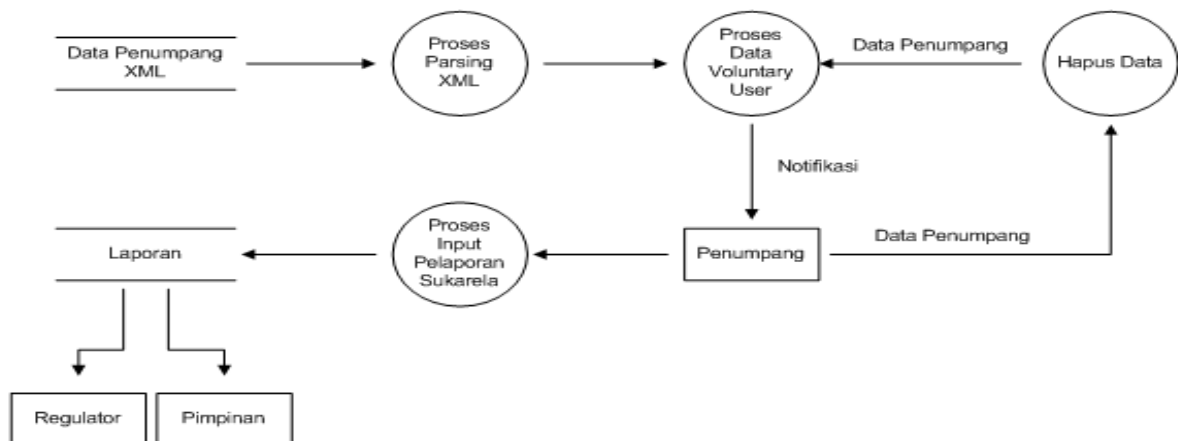 Data Penumpang
XML
Proses
Parsing
XML
Proses
Data
Voluntary
User
Data Penumpang
Hapus Data
Notifikasi
Laporan
Proses
Input
Pelaporan
Sukarela
Penumpang
Data Penumpang
Regulator
Pimpinan